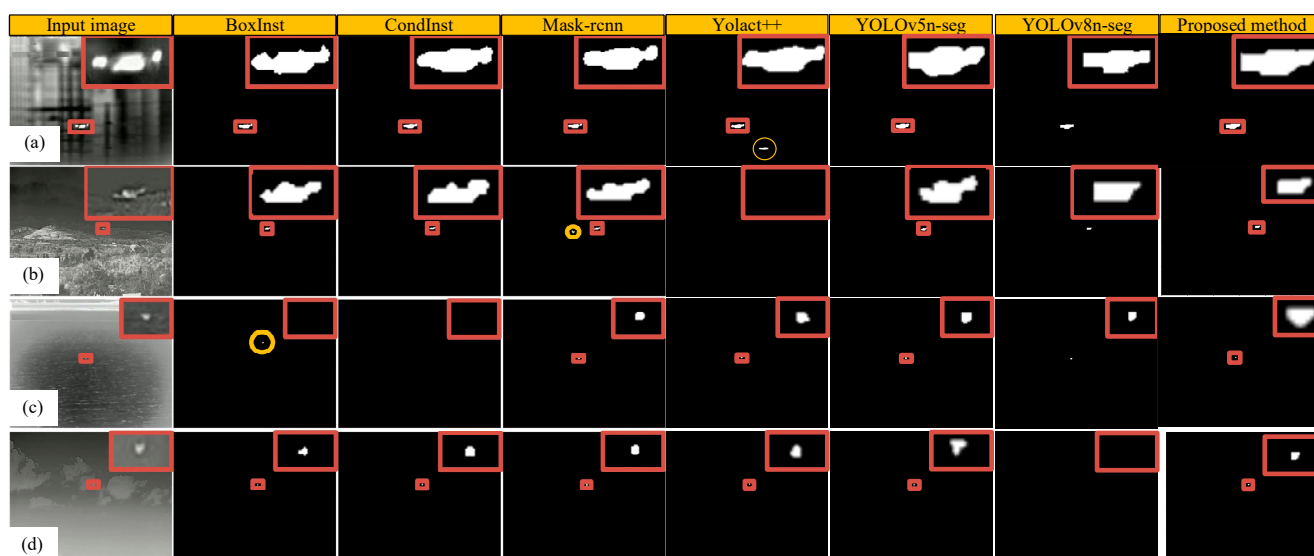 Input image BoxInst CondInst Mask-rcnn Yolact++ YOLOv5n-seg YOLOv8n-seg Proposed method
(a)
(b)
(c)
(d)